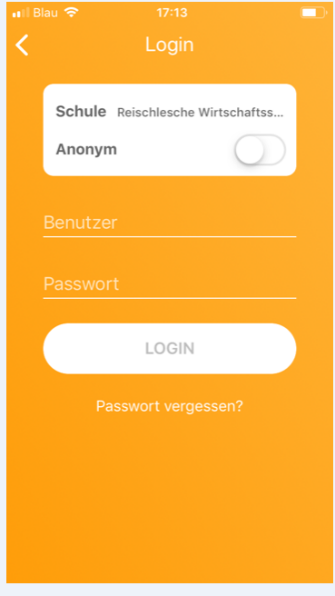 Blau 17:13
Login
Schule Reischlesche Wirtschaftss...
Anonym
Benutzer
Passwort
LOGIN
Passwort vergessen?